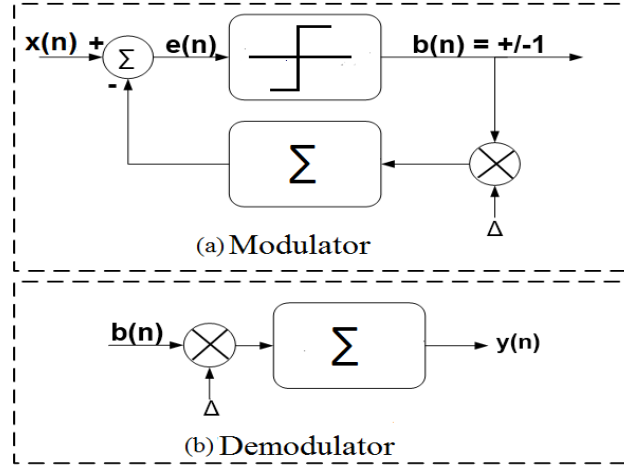 x(n) +
Σ
-
e(n)
b(n) = +/-1
Σ
Δ
(a) Modulator
b(n)
Δ
Σ
y(n)
(b) Demodulator